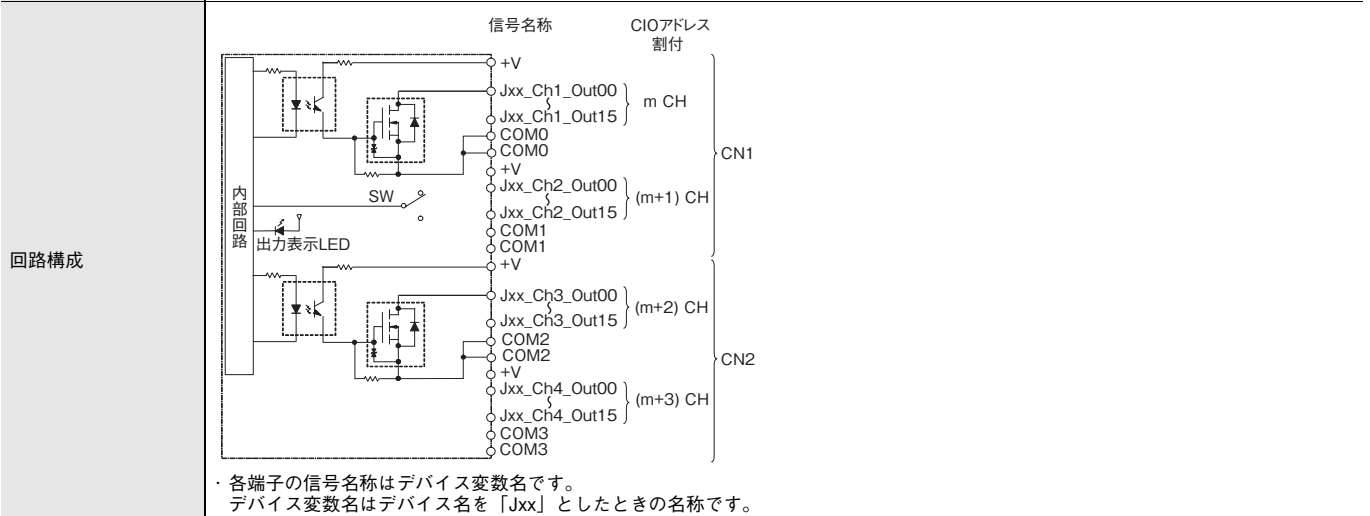 信号名称
CIOアドレス
割付
+V
Jxx_Ch1_Out00
m CH
Jxx_Ch1_Out15
COM0
COM0
CN1
+V
Jxx_Ch2_Out00
(m+1) CH
Jxx_Ch2_Out15
COM1
COM1
内部回路
SW
出力表示LED
回路構成
+V
Jxx_Ch3_Out00
(m+2) CH
Jxx_Ch3_Out15
COM2
COM2
CN2
+V
Jxx_Ch4_Out00
(m+3) CH
Jxx_Ch4_Out15
COM3
COM3
・各端子の信号名称はデバイス変数名です。
デバイス変数名はデバイス名を「Jxx」としたときの名称です。